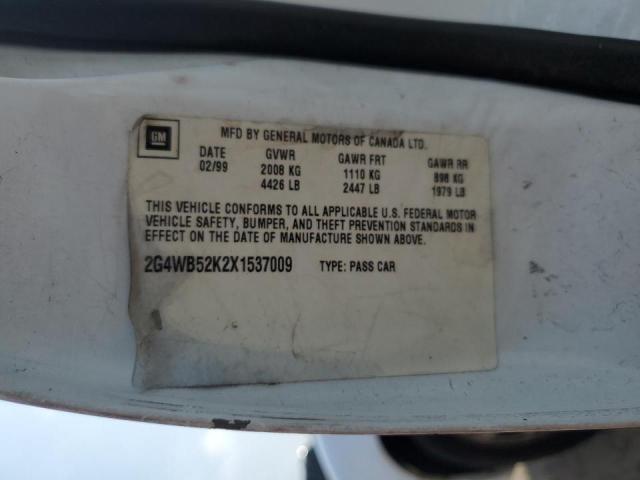 GM
MFD BY GENERAL MOTORS OF CANADA LTD.
DATE GVWR GAWR FRT GAWR RR
02/99 2008 KG 1110 KG 898 KG
4426 LB 2447 LB 1979 LB
THIS VEHICLE CONFORMS TO ALL APPLICABLE U.S. FEDERAL MOTOR
VEHICLE SAFETY, BUMPER, AND THEFT PREVENTION STANDARDS IN
EFFECT ON THE DATE OF MANUFACTURE SHOWN ABOVE.
2G4WB52K2X1537009 TYPE: PASS CAR